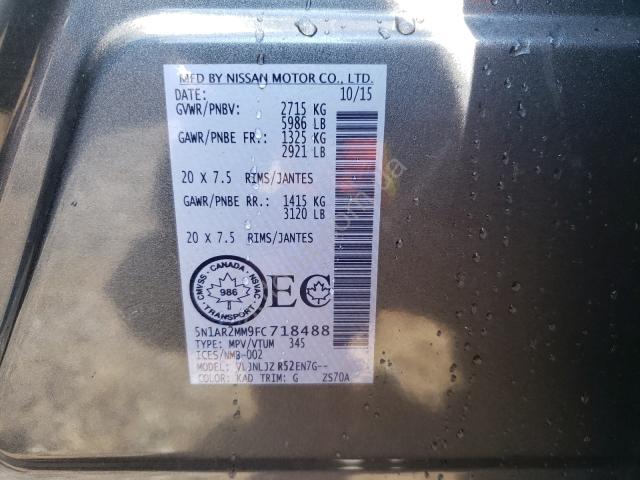 MFD BY NISSAN MOTOR CO., LTD.
DATE: 10/15
GVWR/PNBV: 2715 KG
5986 LB
GAWR/PNBE FR.: 1325 KG
2921 LB
20 X 7.5 RIMS/JANTES
GAWR/PNBE RR.: 1415 KG
3120 LB
20 X 7.5 RIMS/JANTES
CMVSS · CANADA · NSVAC
986
TRANSPORT
EC
5N1AR2MM9FC718488
TYPE: MPV/VTUM 345
ICES/NMB-002
MODEL: VLJNLJZ R52EN7G--
COLOR: KAD TRIM: G ZS70A